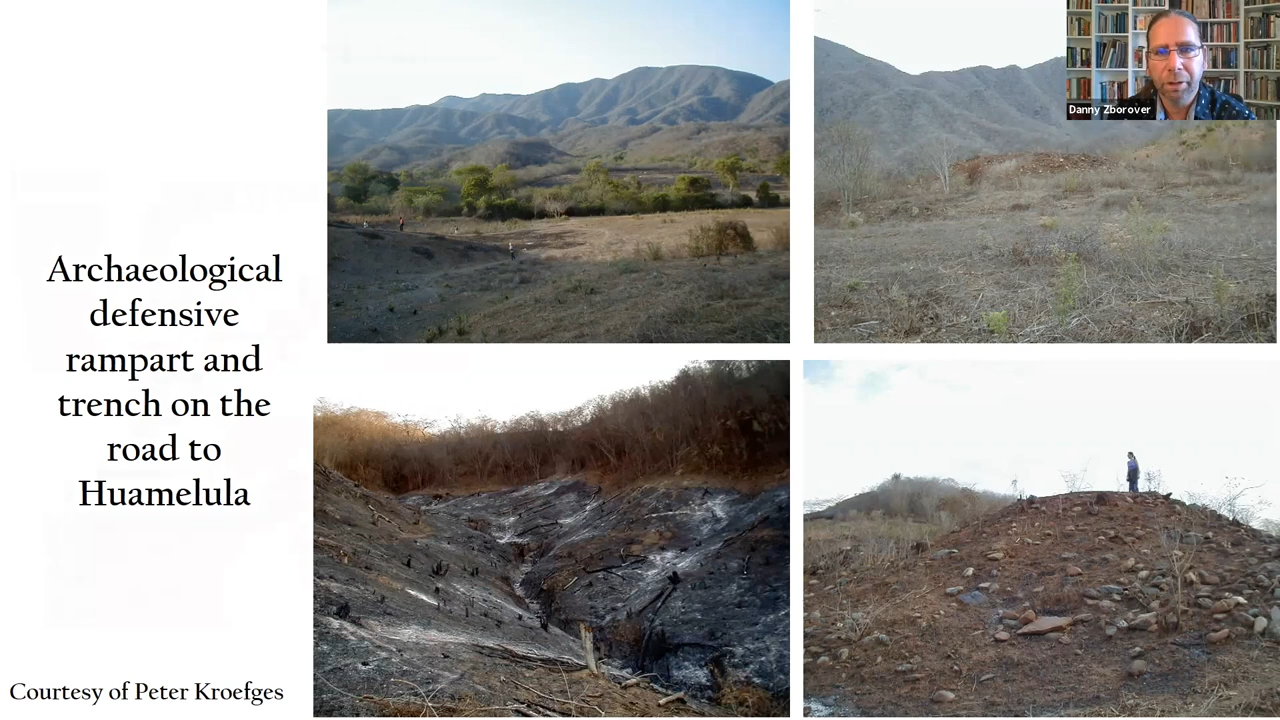 Danny Zborover
Archaeological
defensive
rampart and
trench on the
road to
Huamelula
Courtesy of Peter Kroefges